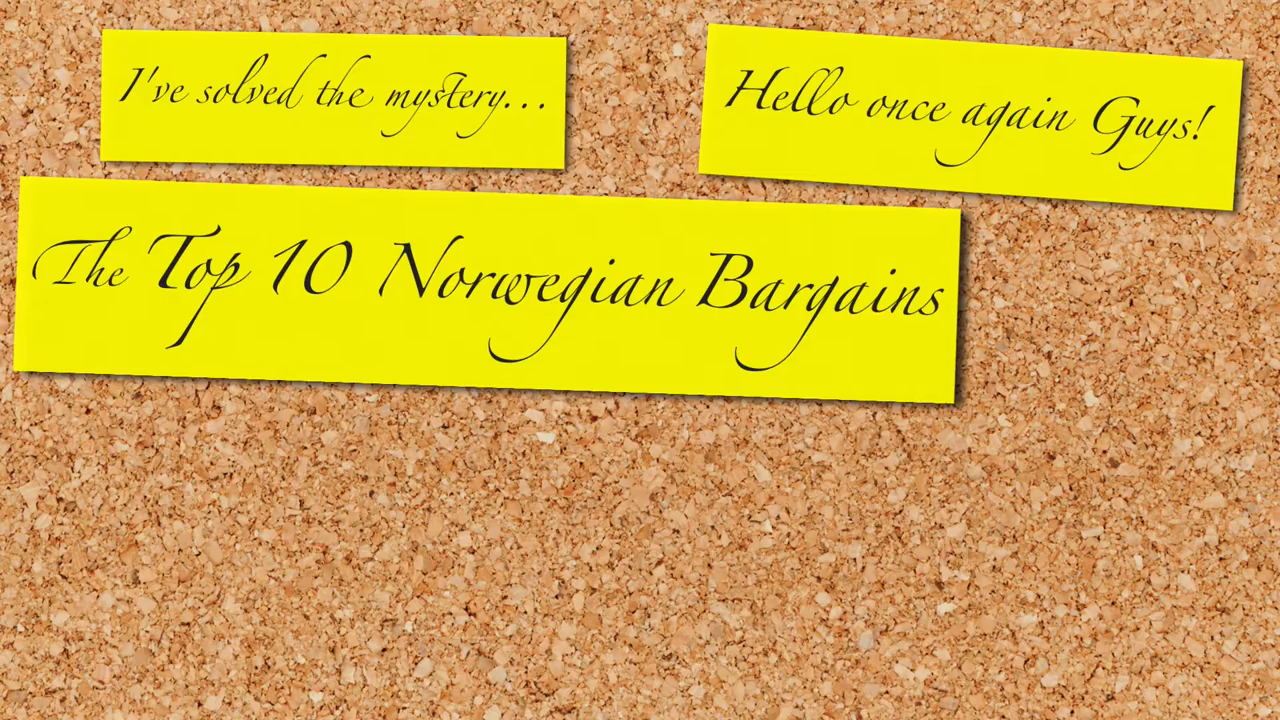 I've solved the mystery...
Hello once again Guys!
The Top 10 Norwegian Bargains